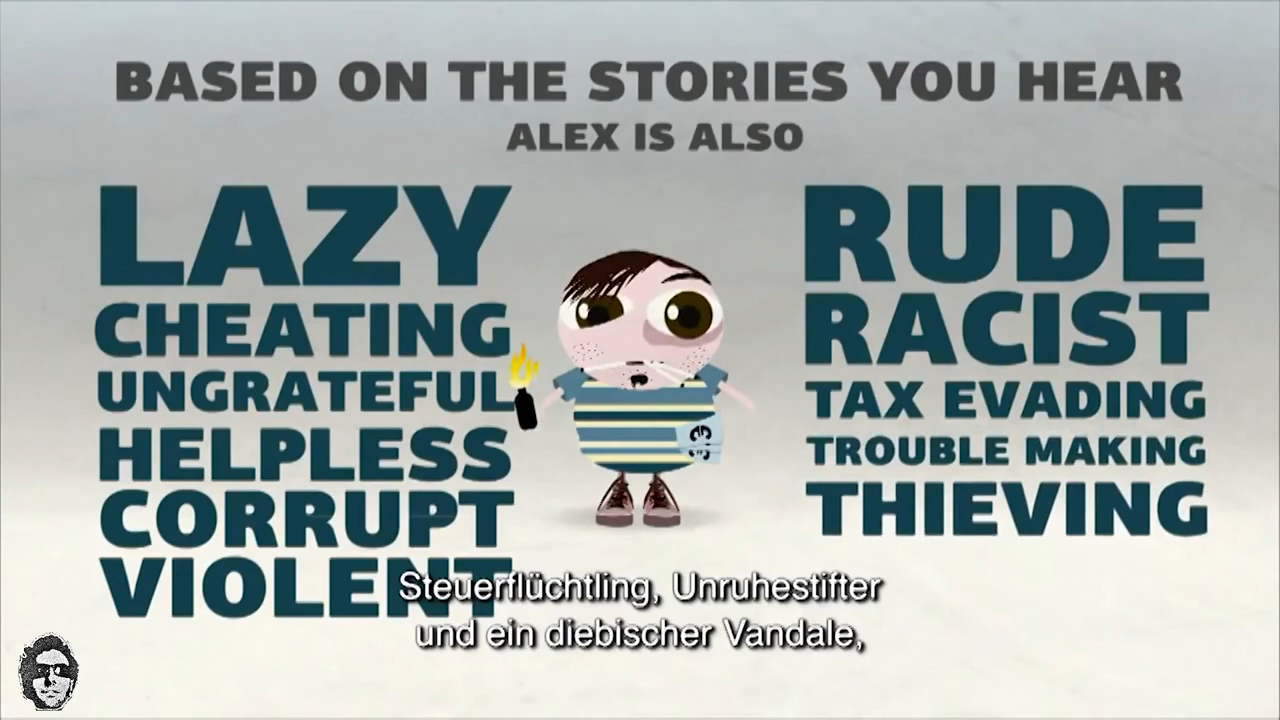 BASED ON THE STORIES YOU HEAR
ALEX IS ALSO
LAZY
CHEATING
UNGRATEFUL
HELPLESS
CORRUPT
VIOLENT
RUDE
RACIST
TAX EVADING
TROUBLE MAKING
THIEVING
Steuerflüchtling, Unruhestifter
und ein diebischer Vandale,